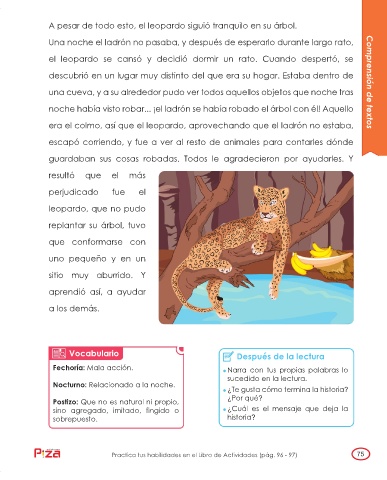 A pesar de todo esto, el leopardo siguió tranquilo en su árbol.
Una noche el ladrón no pasaba, y después de esperarlo durante largo rato,
el leopardo se cansó y decidió dormir un rato. Cuando despertó, se
descubrió en un lugar muy distinto del que era su hogar. Estaba dentro de
una cueva, y a su alrededor pudo ver todos aquellos objetos que noche tras
noche había visto robar... ¡el ladrón se había robado el árbol con él! Aquello
era el colmo, así que el leopardo, aprovechando que el ladrón no estaba,
escapó corriendo, y fue a ver al resto de animales para contarles dónde
guardaban sus cosas robadas. Todos le agradecieron por ayudarles. Y
resultó que el más
perjudicado fue el
leopardo, que no pudo
replantar su árbol, tuvo
que conformarse con
uno pequeño y en un
sitio muy aburrido. Y
aprendió así, a ayudar
a los demás.
Comprensión de textos
Vocabulario
Fechoría: Mala acción.
Nocturno: Relacionado a la noche.
Postizo: Que no es natural ni propio,
sino agregado, imitado, fingido o
sobrepuesto.
Después de la lectura
Narra con tus propias palabras lo
sucedido en la lectura.
¿Te gusta cómo termina la historia?
¿Por qué?
¿Cuál es el mensaje que deja la
historia?
Practica tus habilidades en el Libro de Actividades (pág. 96 - 97)
75